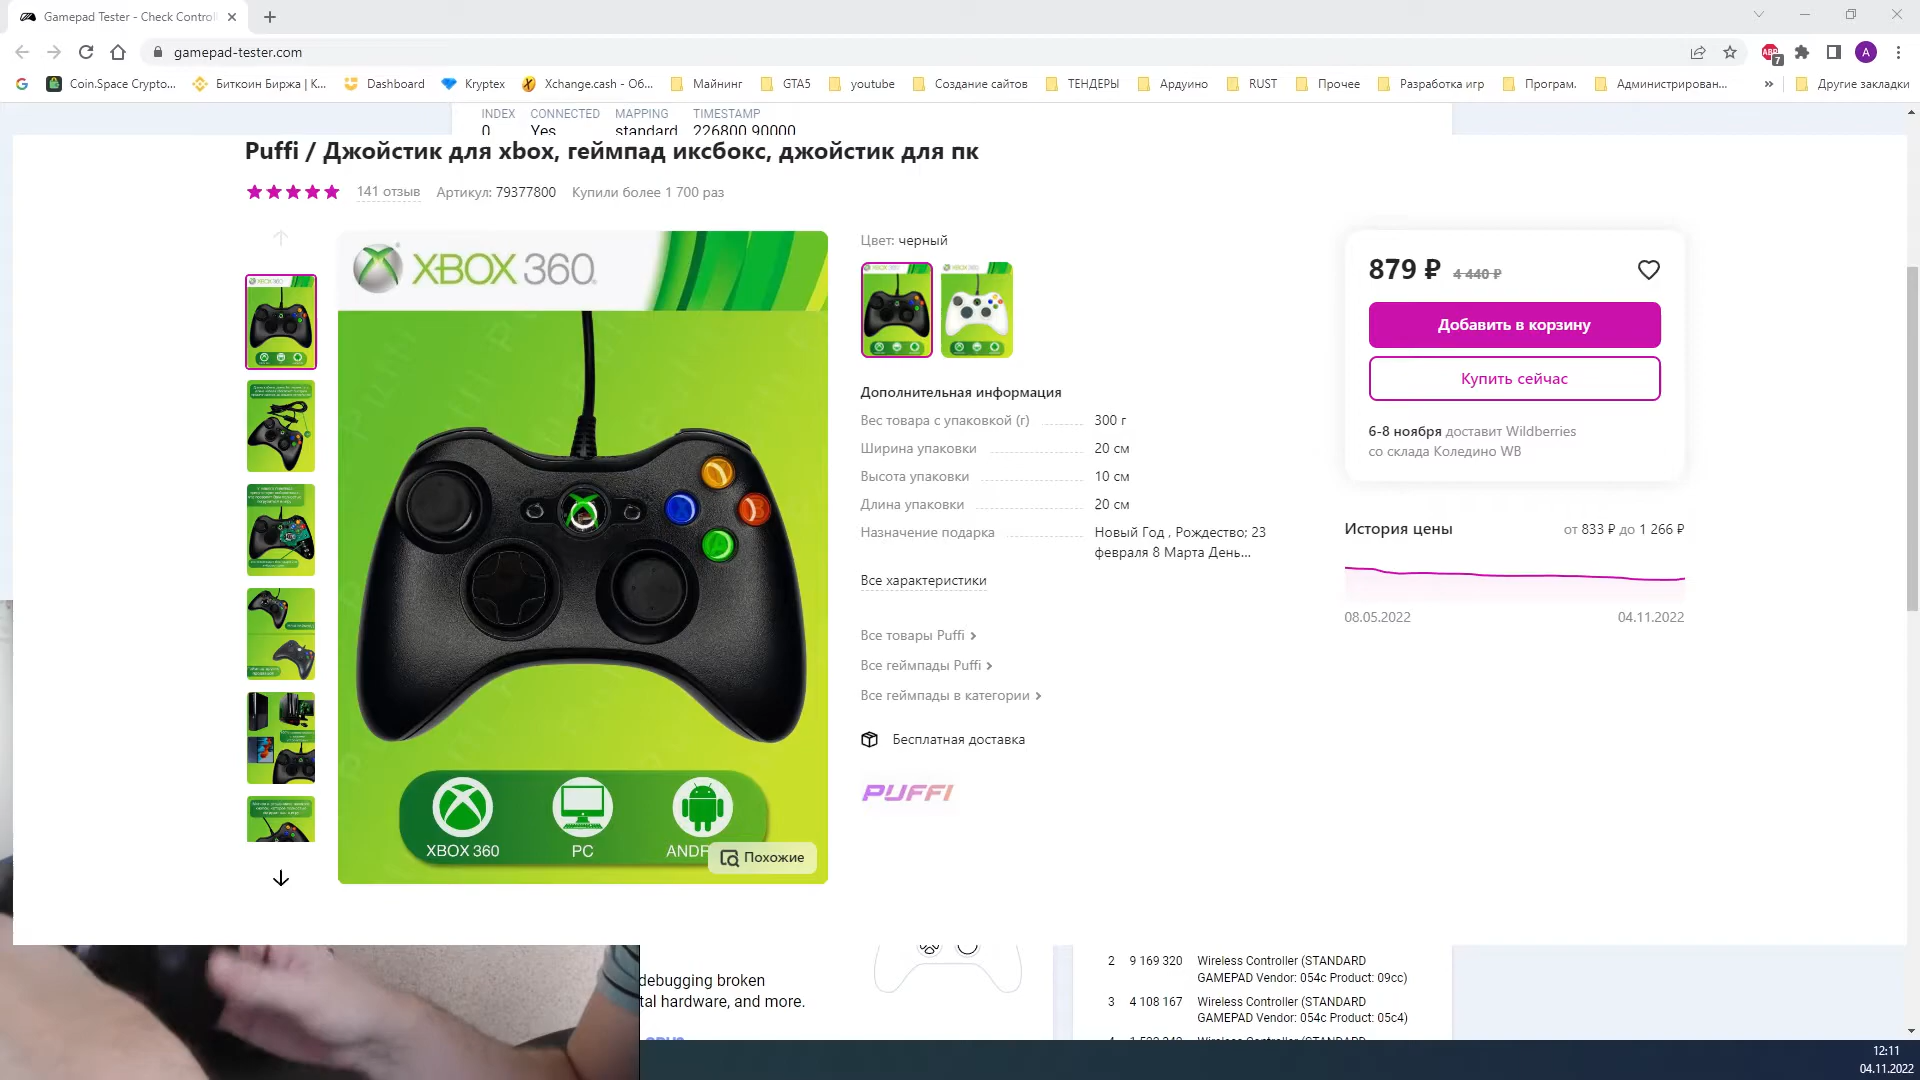 Gamepad Tester - Check Control
gamepad-tester.com
ABP
7
A
Coin.Space Crypto...
Биткоин Биржа | K...
Dashboard
Kryptex
Xchange.cash - Об...
Майнинг
GTA5
youtube
Создание сайтов
ТЕНДЕРЫ
Ардуино
RUST
Прочее
Разработка игр
Програм.
Администрирован...
»
Другие закладки
INDEX CONNECTED MAPPING TIMESTAMP
0 Yes standard 226800.90000
Puffi / Джойстик для xbox, геймпад иксбокс, джойстик для пк
141 отзыв Артикул: 79377800 Купили более 1 700 раз
XBOX 360
XBOX 360
PC
Похожие
Цвет: черный
Дополнительная информация
Вес товара с упаковкой (г) 300 г
Ширина упаковки 20 см
Высота упаковки 10 см
Длина упаковки 20 см
Назначение подарка Новый Год , Рождество; 23
февраля 8 Марта День...
Все характеристики
Все товары Puffi
Все геймпады Puffi
Все геймпады в категории
Бесплатная доставка
PUFFI
879 ₽ 4 440 ₽
Добавить в корзину
Купить сейчас
6-8 ноября доставит Wildberries
со склада Коледино WB
История цены от 833 ₽ до 1 266 ₽
08.05.2022 04.11.2022
debugging broken
tal hardware, and more.
2 9 169 320 Wireless Controller (STANDARD
GAMEPAD Vendor: 054c Product: 09cc)
3 4 108 167 Wireless Controller (STANDARD
GAMEPAD Vendor: 054c Product: 05c4)
12:11
04.11.2022